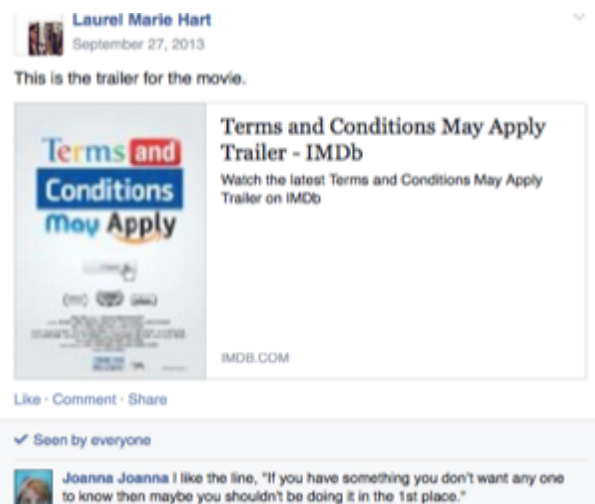 Laurel Marie Hart
September 27, 2013
This is the trailer for the movie.
Terms and
Conditions
May Apply
Terms and Conditions May Apply
Trailer - IMDb
Watch the latest Terms and Conditions May Apply
Trailer on IMDb
IMDB.COM
Like · Comment · Share
✓ Seen by everyone
Joanna Joanna I like the line, "If you have something you don't want any one
to know then maybe you shouldn't be doing it in the 1st place."